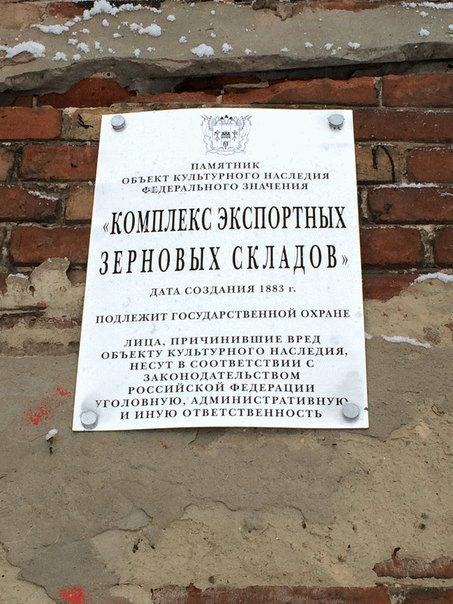 ПАМЯТНИК
ОБЪЕКТ КУЛЬТУРНОГО НАСЛЕДИЯ
ФЕДЕРАЛЬНОГО ЗНАЧЕНИЯ
«КОМПЛЕКС ЭКСПОРТНЫХ
ЗЕРНОВЫХ СКЛАДОВ»
ДАТА СОЗДАНИЯ 1883 г.
ПОДЛЕЖИТ ГОСУДАРСТВЕННОЙ ОХРАНЕ
ЛИЦА, ПРИЧИНИВШИЕ ВРЕД
ОБЪЕКТУ КУЛЬТУРНОГО НАСЛЕДИЯ,
НЕСУТ В СООТВЕТСТВИИ С
ЗАКОНОДАТЕЛЬСТВОМ
РОССИЙСКОЙ ФЕДЕРАЦИИ
УГОЛОВНУЮ, АДМИНИСТРАТИВНУЮ
И ИНУЮ ОТВЕТСТВЕННОСТЬ